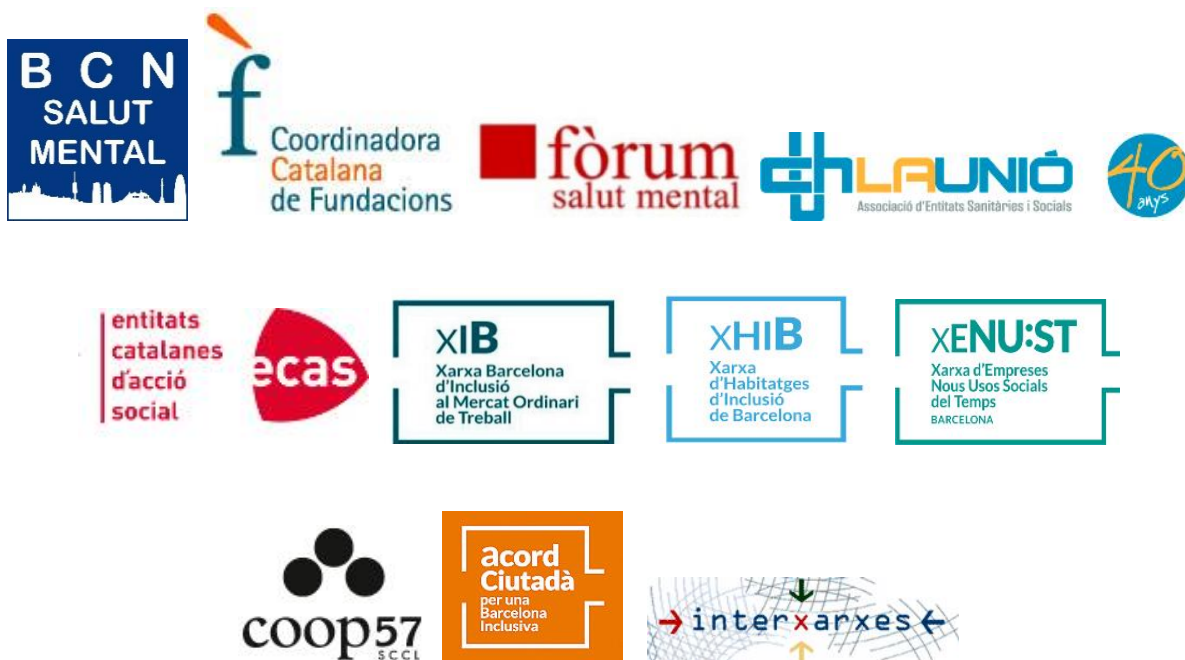 BCN
SALUT
MENTAL
f
Coordinadora
Catalana
de Fundacions
fòrum
salut mental
LAUNIÓ
Associació d'Entitats Sanitàries i Socials
40
anys
entitats
catalanes
d'acció
social
ecas
xIB
Xarxa Barcelona
d'Inclusió
al Mercat Ordinari
de Treball
xHIB
Xarxa
d'Habitatges
d'Inclusió
de Barcelona
xENU:ST
Xarxa d'Empreses
Nous Usos Socials
del Temps
BARCELONA
coop57
SCCL
acord
Ciutadà
per una
Barcelona
Inclusiva
interxarxes